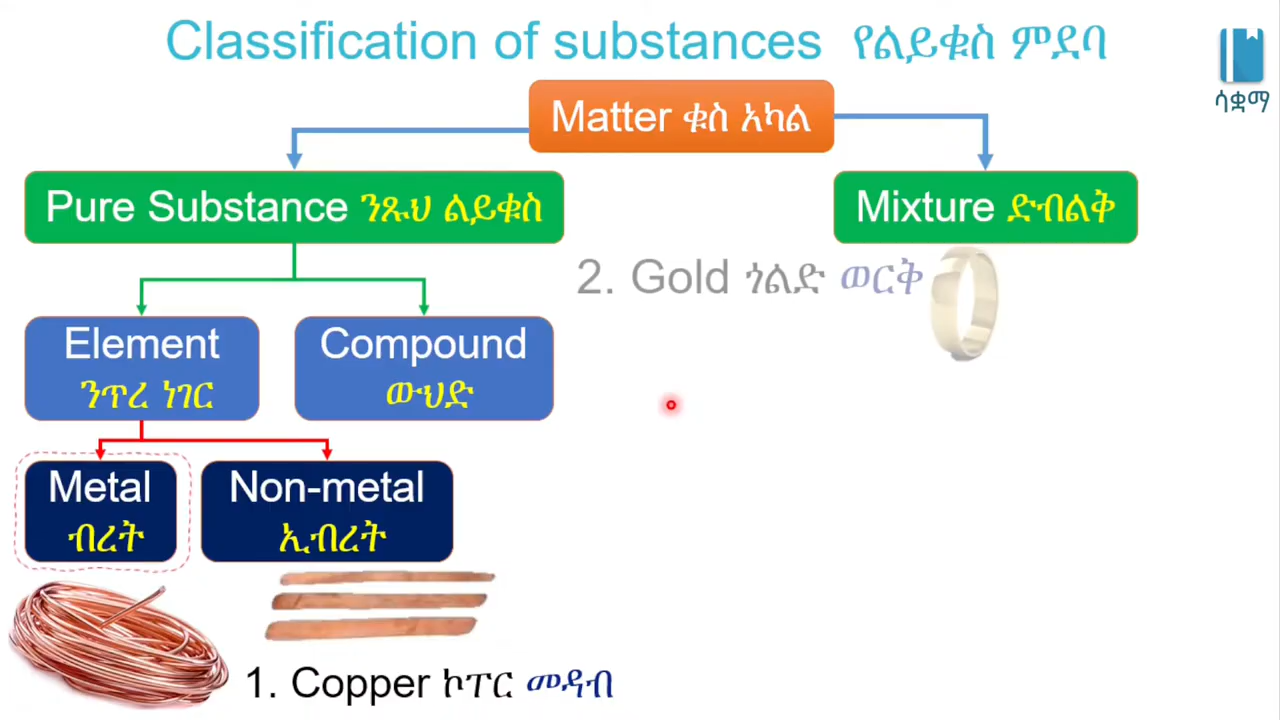 Classification of substances የልይቁስ ምደባ
ሳቋማ
Matter ቁስ አካል
Pure Substance ንጹህ ልይቁስ
Mixture ድብልቅ
2. Gold ጎልድ ወርቅ
Element
ንጥረ ነገር
Compound
ውህድ
Metal
ብረት
Non-metal
ኢብረት
1. Copper ኮፐር መዳብ